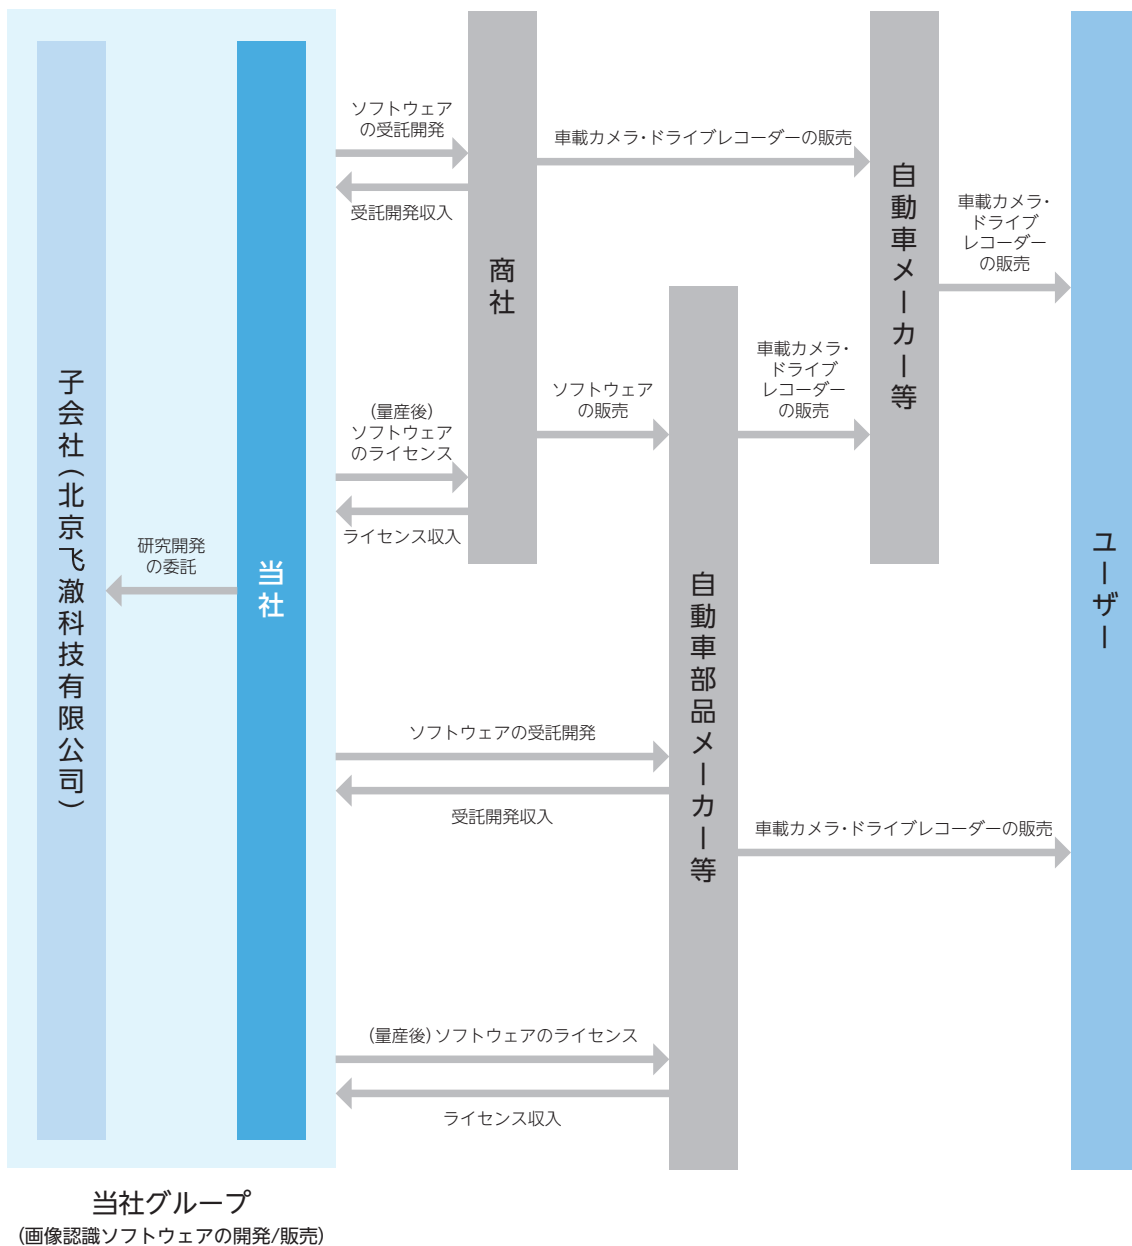 ソフトウェア
の受託開発
受託開発収入
車載カメラ・ドライブレコーダーの販売
自動車メーカー等
車載カメラ・
ドライブ
レコーダー
の販売
商社
車載カメラ・
ドライブ
レコーダー
の販売
ソフトウェア
の販売
(量産後)
ソフトウェア
のライセンス
ライセンス収入
子会社(北京飞澈科技有限公司)
研究開発
の委託
当社
ユーザー
自動車部品メーカー等
ソフトウェアの受託開発
受託開発収入
車載カメラ・ドライブレコーダーの販売
(量産後)ソフトウェアのライセンス
ライセンス収入
当社グループ
(画像認識ソフトウェアの開発/販売)